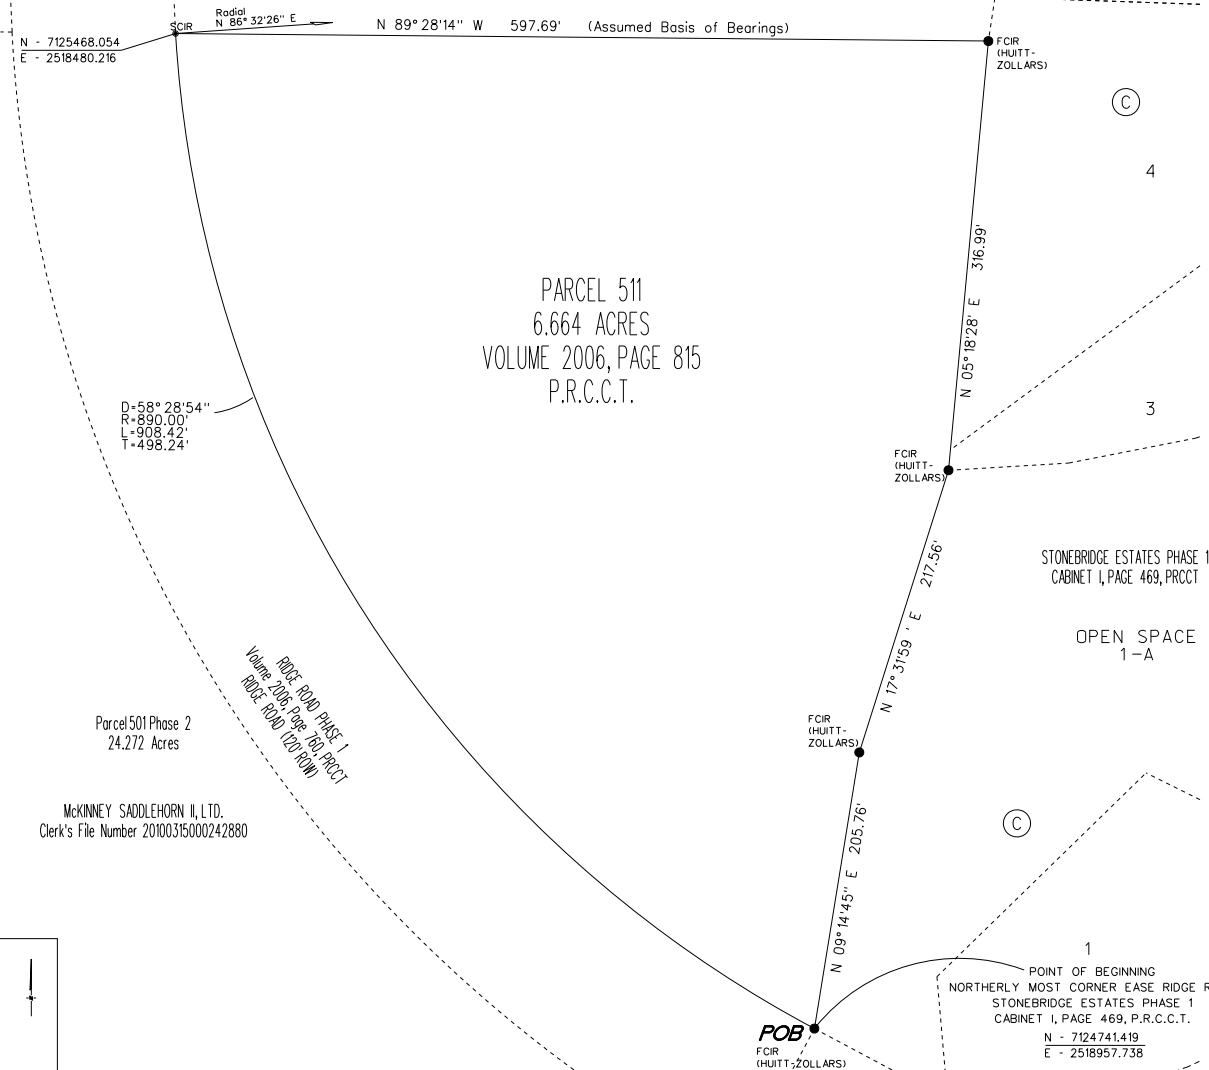 Radial
N 86° 32'26" E
SCIR
N - 7125468.054
E - 2518480.216
N 89° 28'14" W 597.69' (Assumed Basis of Bearings)
FCIR
(HUITT-
ZOLLARS)
C
4
N 05° 18'28' E 316.99'
PARCEL 511
6.664 ACRES
VOLUME 2006, PAGE 815
P.R.C.C.T.
D=58° 28'54"
R=890.00'
L=908.42'
T=498.24'
3
FCIR
(HUITT-
ZOLLARS)
N 17° 31'59 ' E 217.56'
STONEBRIDGE ESTATES PHASE 1
CABINET I, PAGE 469, PRCCT
OPEN SPACE
1-A
RIDGE ROAD PHASE 1
Volume 2006, Page 760, PRCCT
RIDGE ROAD (120' ROW)
Parcel 501 Phase 2
24.272 Acres
McKINNEY SADDLEHORN II, LTD.
Clerk's File Number 20100315000242880
FCIR
(HUITT-
ZOLLARS)
N 09° 14'45" E 205.76'
C
1
POINT OF BEGINNING
NORTHERLY MOST CORNER EASE RIDGE R
STONEBRIDGE ESTATES PHASE 1
CABINET I, PAGE 469, P.R.C.C.T.
N - 7124741.419
E - 2518957.738
POB
FCIR
(HUITT-ZOLLARS)